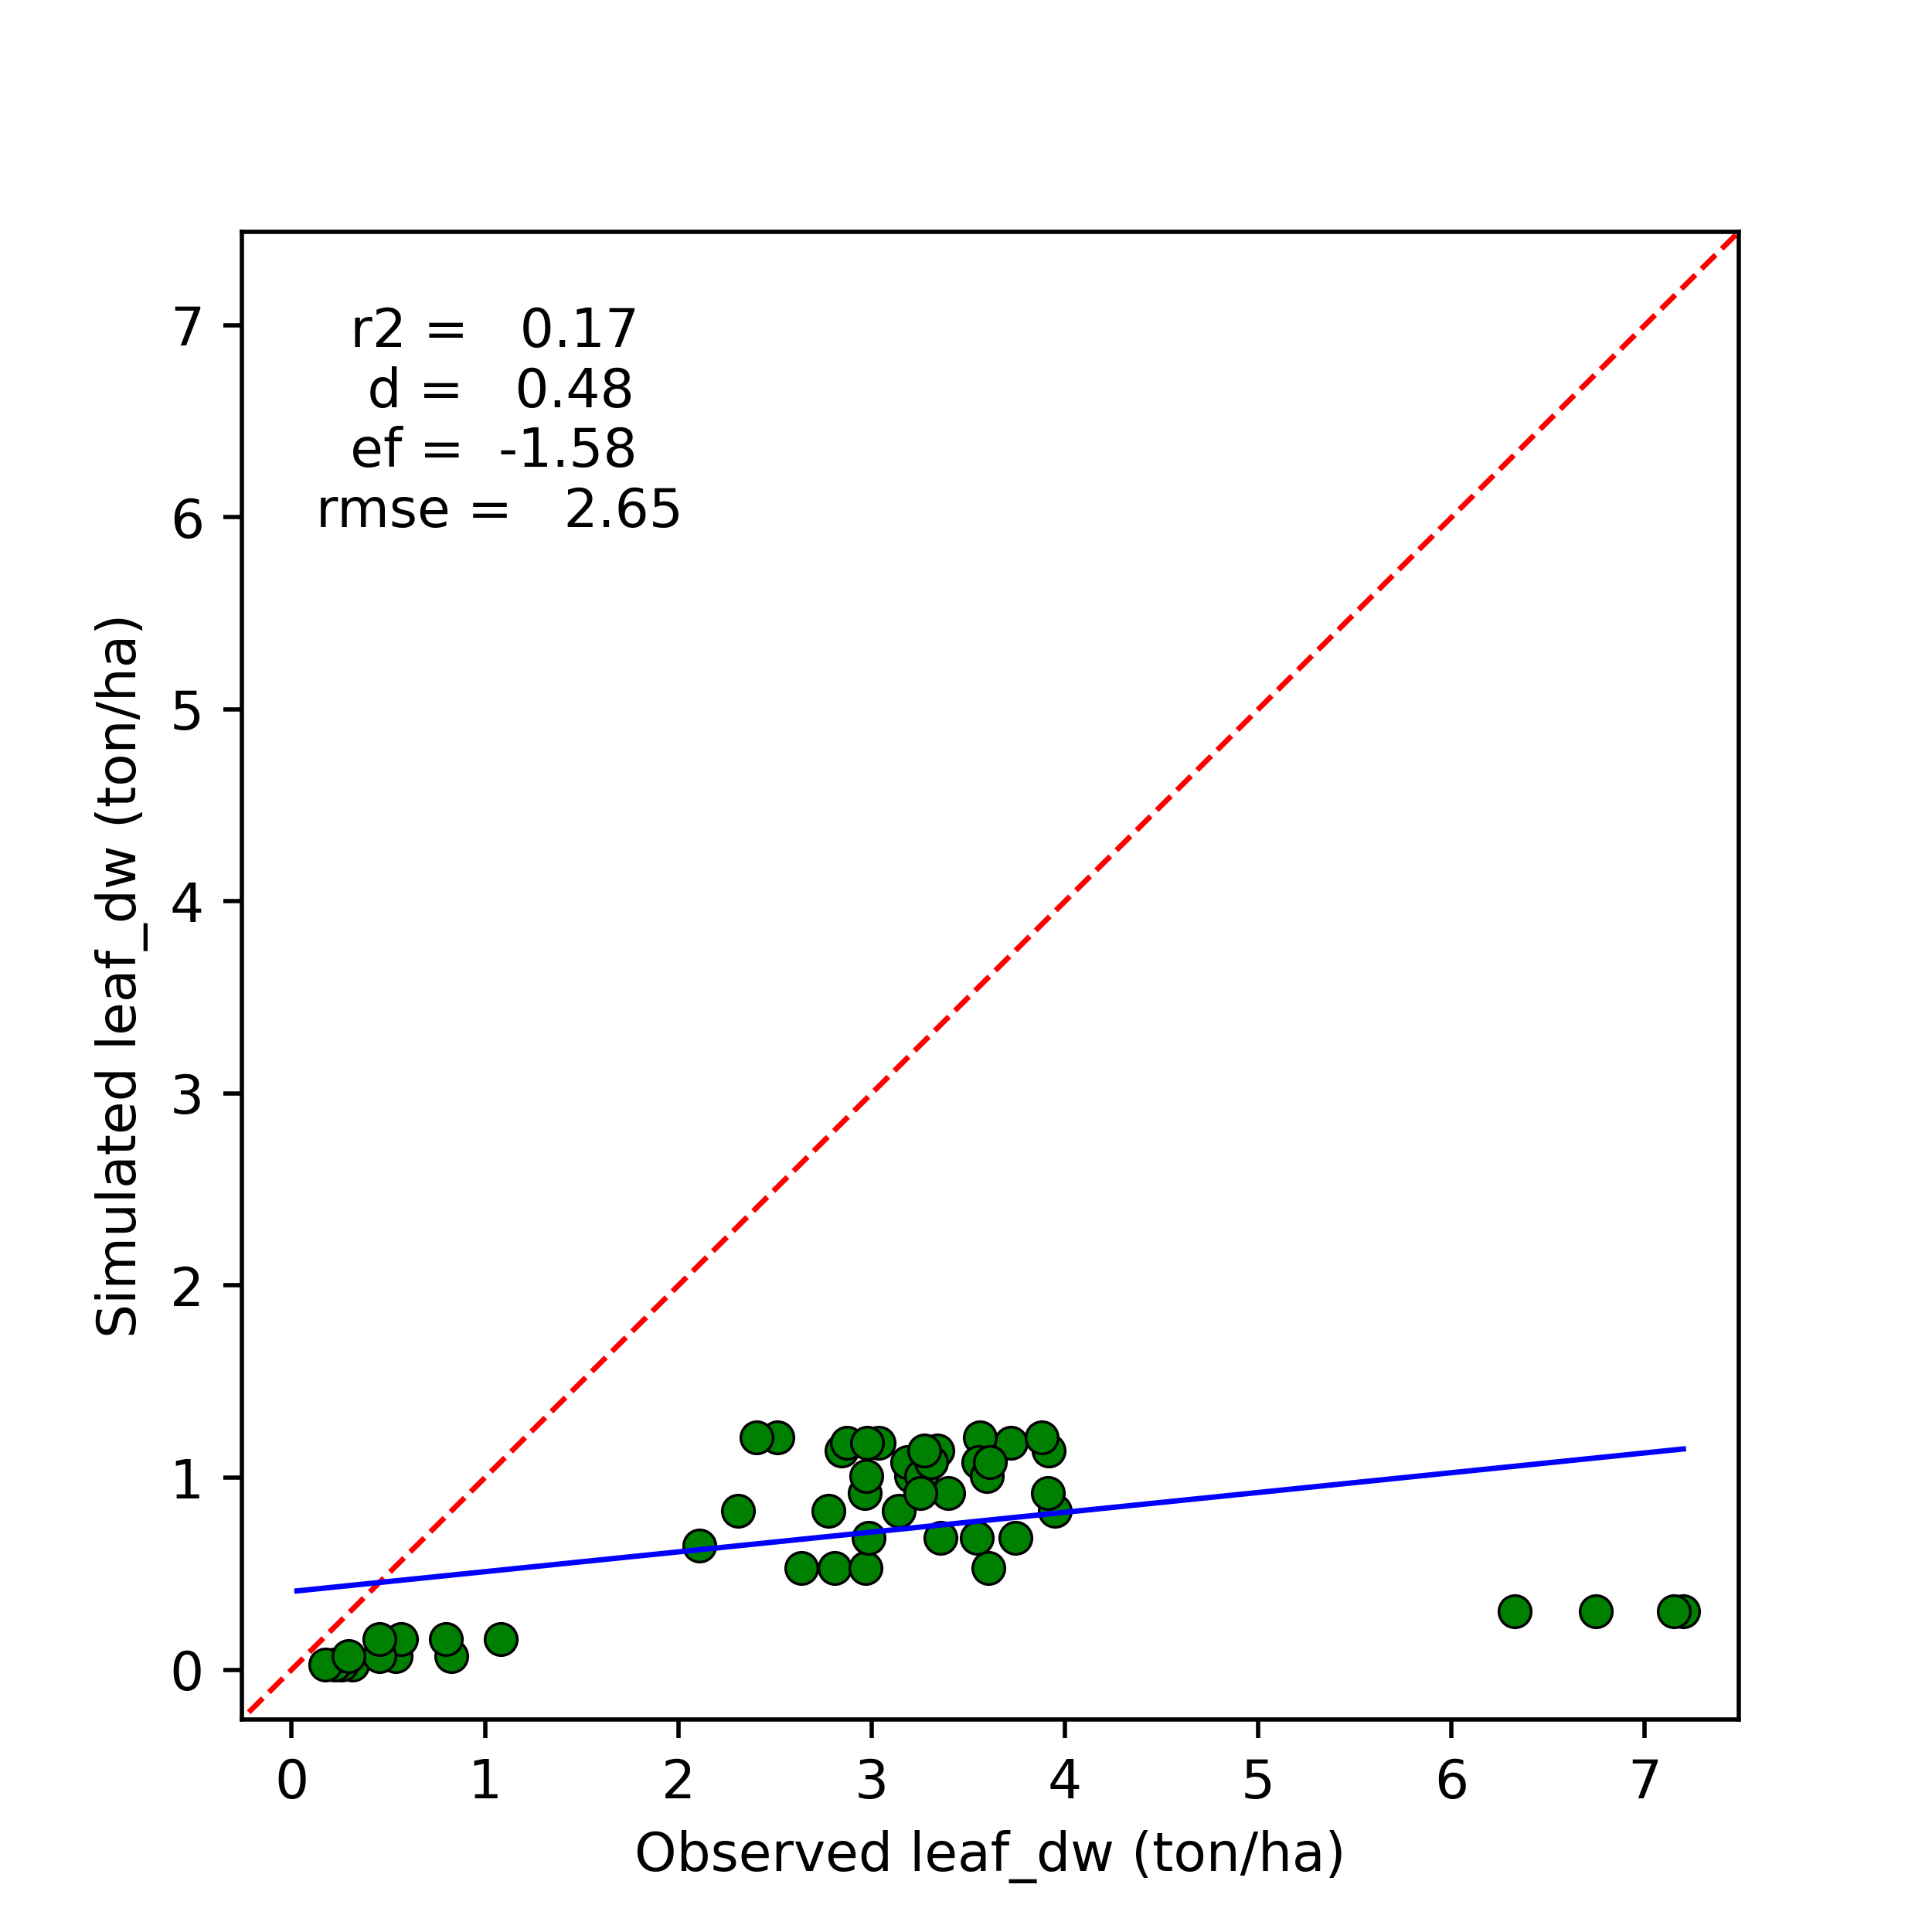 r2 = 0.17
d = 0.48
ef = -1.58
rmse = 2.65
7
6
5
4
3
2
1
0
Simulated leaf_dw (ton/ha)
0 1 2 3 4 5 6 7
Observed leaf_dw (ton/ha)